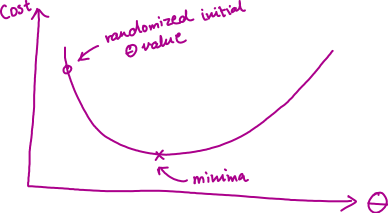 Cost
randomized initial
θ value
minima
θ